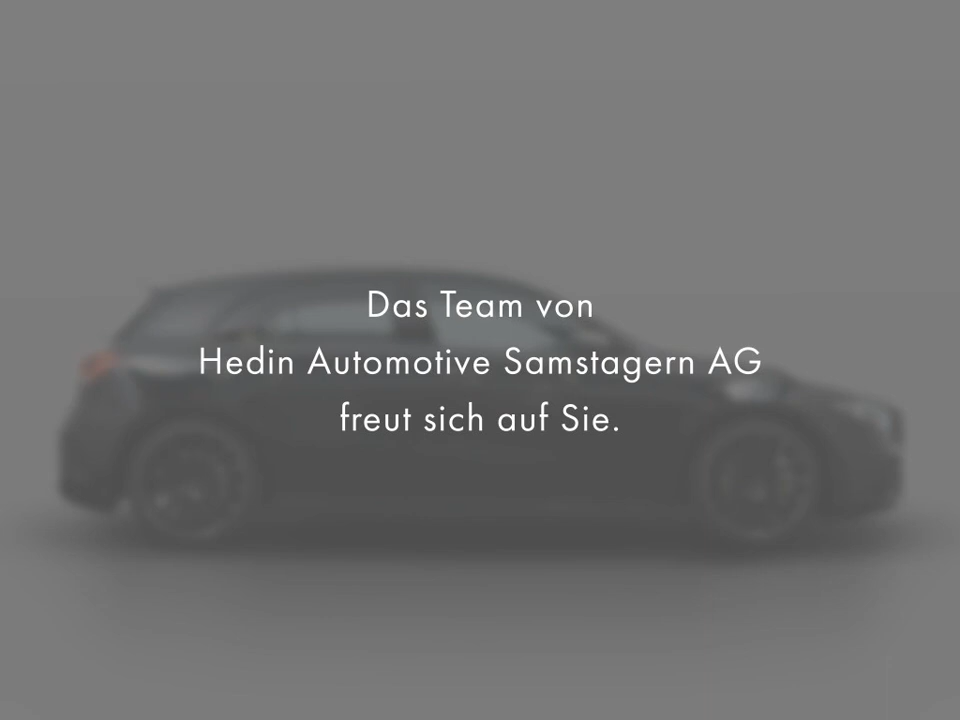 Das Team von
Hedin Automotive Samstagern AG
freut sich auf Sie.